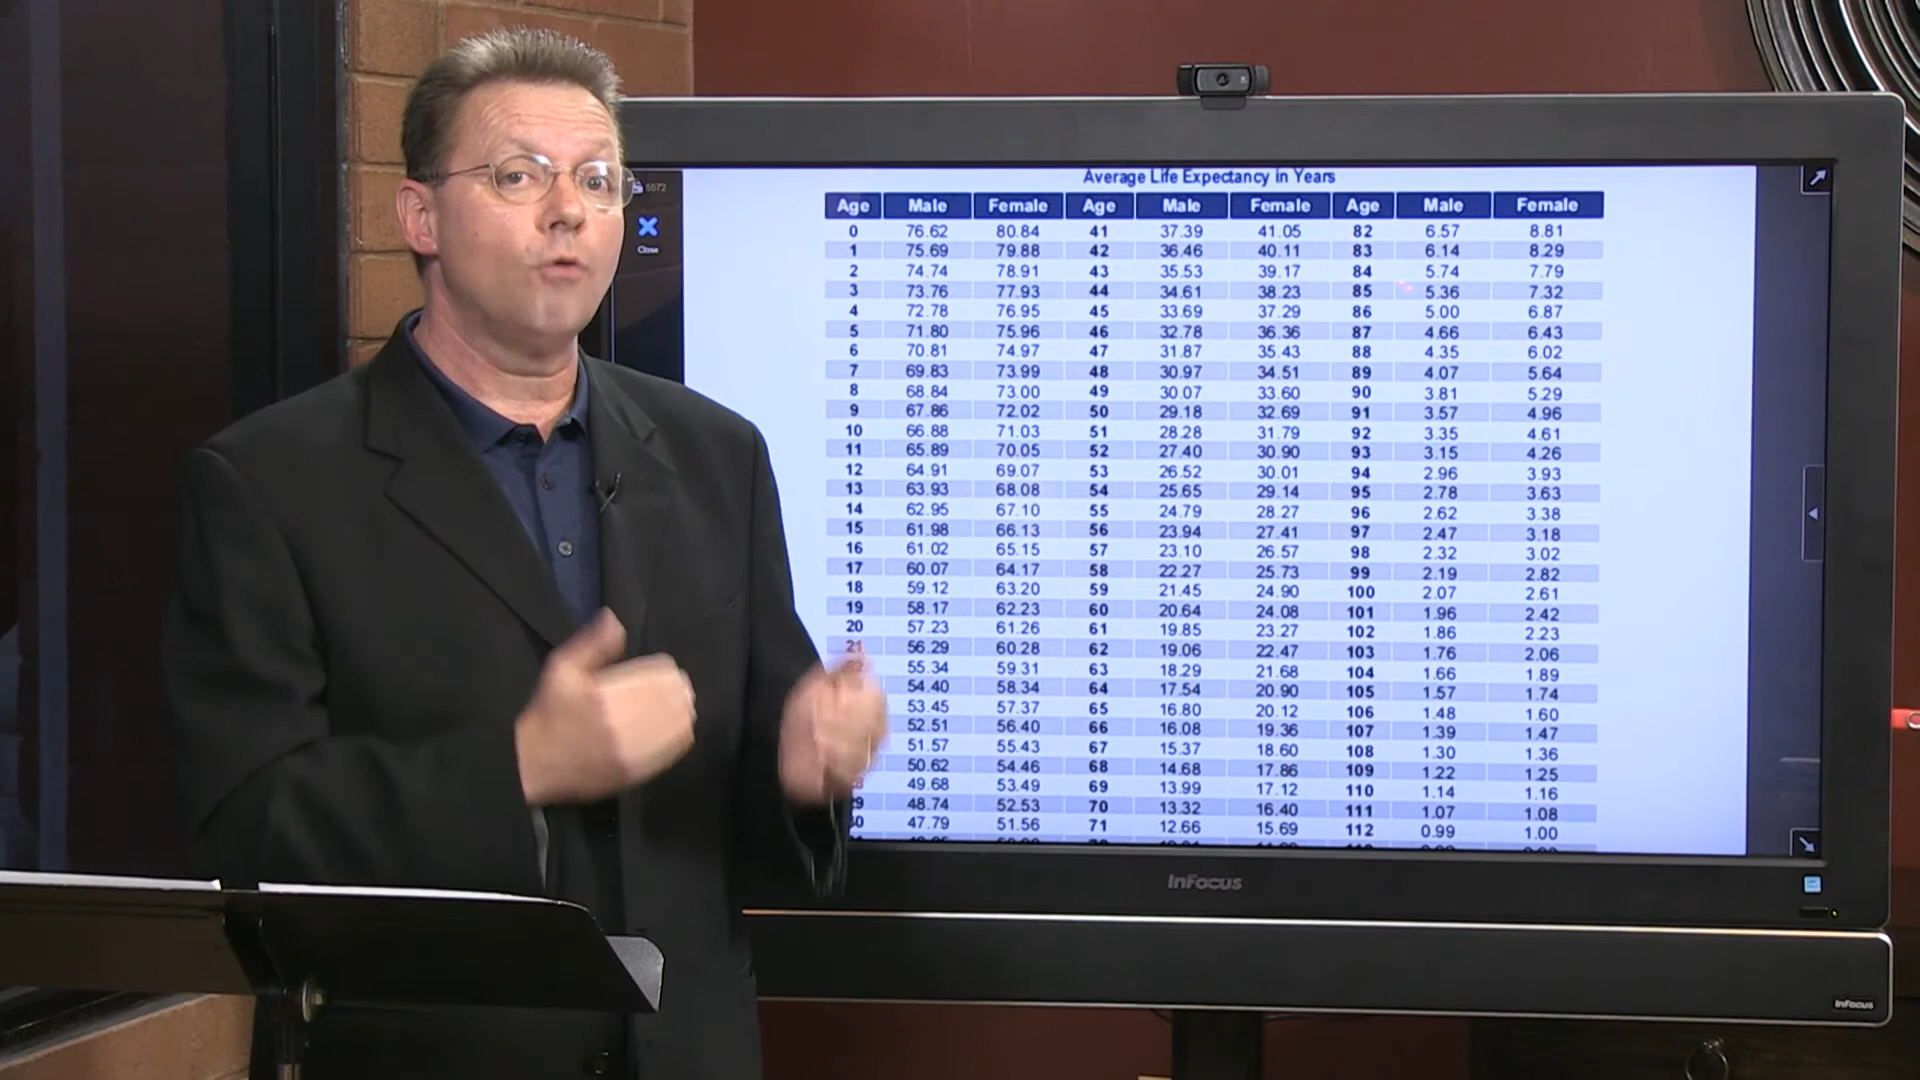 5572
Close
Average Life Expectancy in Years
Age Male Female Age Male Female Age Male Female
0 76.62 80.84 41 37.39 41.05 82 6.57 8.81
1 75.69 79.88 42 36.46 40.11 83 6.14 8.29
2 74.74 78.91 43 35.53 39.17 84 5.74 7.79
3 73.76 77.93 44 34.61 38.23 85 5.36 7.32
4 72.78 76.95 45 33.69 37.29 86 5.00 6.87
5 71.80 75.96 46 32.78 36.36 87 4.66 6.43
6 70.81 74.97 47 31.87 35.43 88 4.35 6.02
7 69.83 73.99 48 30.97 34.51 89 4.07 5.64
8 68.84 73.00 49 30.07 33.60 90 3.81 5.29
9 67.86 72.02 50 29.18 32.69 91 3.57 4.96
10 66.88 71.03 51 28.28 31.79 92 3.35 4.61
11 65.89 70.05 52 27.40 30.90 93 3.15 4.26
12 64.91 69.07 53 26.52 30.01 94 2.96 3.93
13 63.93 68.08 54 25.65 29.14 95 2.78 3.63
14 62.95 67.10 55 24.79 28.27 96 2.62 3.38
15 61.98 66.13 56 23.94 27.41 97 2.47 3.18
16 61.02 65.15 57 23.10 26.57 98 2.32 3.02
17 60.07 64.17 58 22.27 25.73 99 2.19 2.82
18 59.12 63.20 59 21.45 24.90 100 2.07 2.61
19 58.17 62.23 60 20.64 24.08 101 1.96 2.42
20 57.23 61.26 61 19.85 23.27 102 1.86 2.23
21 56.29 60.28 62 19.06 22.47 103 1.76 2.06
55.34 59.31 63 18.29 21.68 104 1.66 1.89
54.40 58.34 64 17.54 20.90 105 1.57 1.74
53.45 57.37 65 16.80 20.12 106 1.48 1.60
52.51 56.40 66 16.08 19.36 107 1.39 1.47
51.57 55.43 67 15.37 18.60 108 1.30 1.36
50.62 54.46 68 14.68 17.86 109 1.22 1.25
49.68 53.49 69 13.99 17.12 110 1.14 1.16
48.74 52.53 70 13.32 16.40 111 1.07 1.08
47.79 51.56 71 12.66 15.69 112 0.99 1.00
InFocus
InFocus